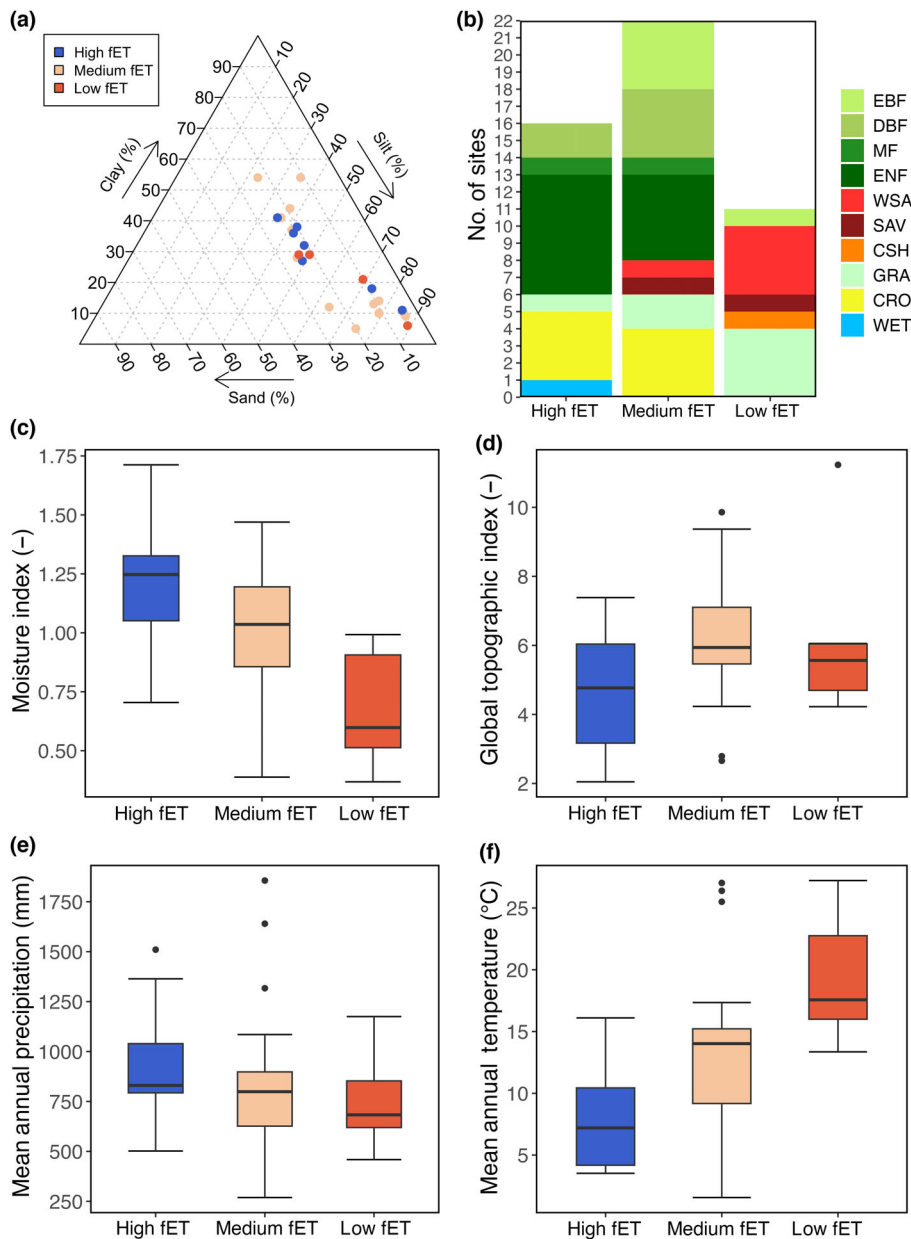 (a)
High fET
Medium fET
Low fET
Clay (%)
Silt (%)
Sand (%)
90
80
70
60
50
40
30
20
10
10
20
30
40
50
60
70
80
90
90
80
70
60
50
40
30
20
10
(b)
No. of sites
22
21
20
19
18
17
16
15
14
13
12
11
10
9
8
7
6
5
4
3
2
1
0
High fET Medium fET Low fET
EBF
DBF
MF
ENF
WSA
SAV
CSH
GRA
CRO
WET
(c)
Moisture index (−)
1.75
1.50
1.25
1.00
0.75
0.50
High fET Medium fET Low fET
(d)
Global topographic index (−)
10
8
6
4
2
High fET Medium fET Low fET
(e)
Mean annual precipitation (mm)
1750
1500
1250
1000
750
500
250
High fET Medium fET Low fET
(f)
Mean annual temperature (°C)
25
20
15
10
5
High fET Medium fET Low fET